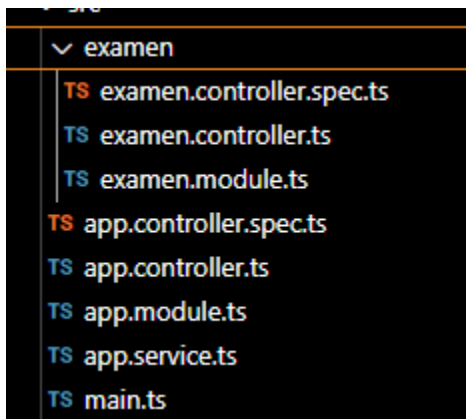 src
examen
TS examen.controller.spec.ts
TS examen.controller.ts
TS examen.module.ts
TS app.controller.spec.ts
TS app.controller.ts
TS app.module.ts
TS app.service.ts
TS main.ts